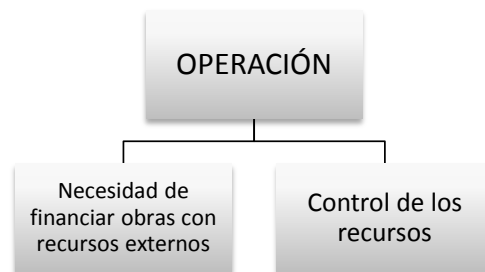 OPERACIÓN
Necesidad de
financiar obras con
recursos externos
Control de los
recursos